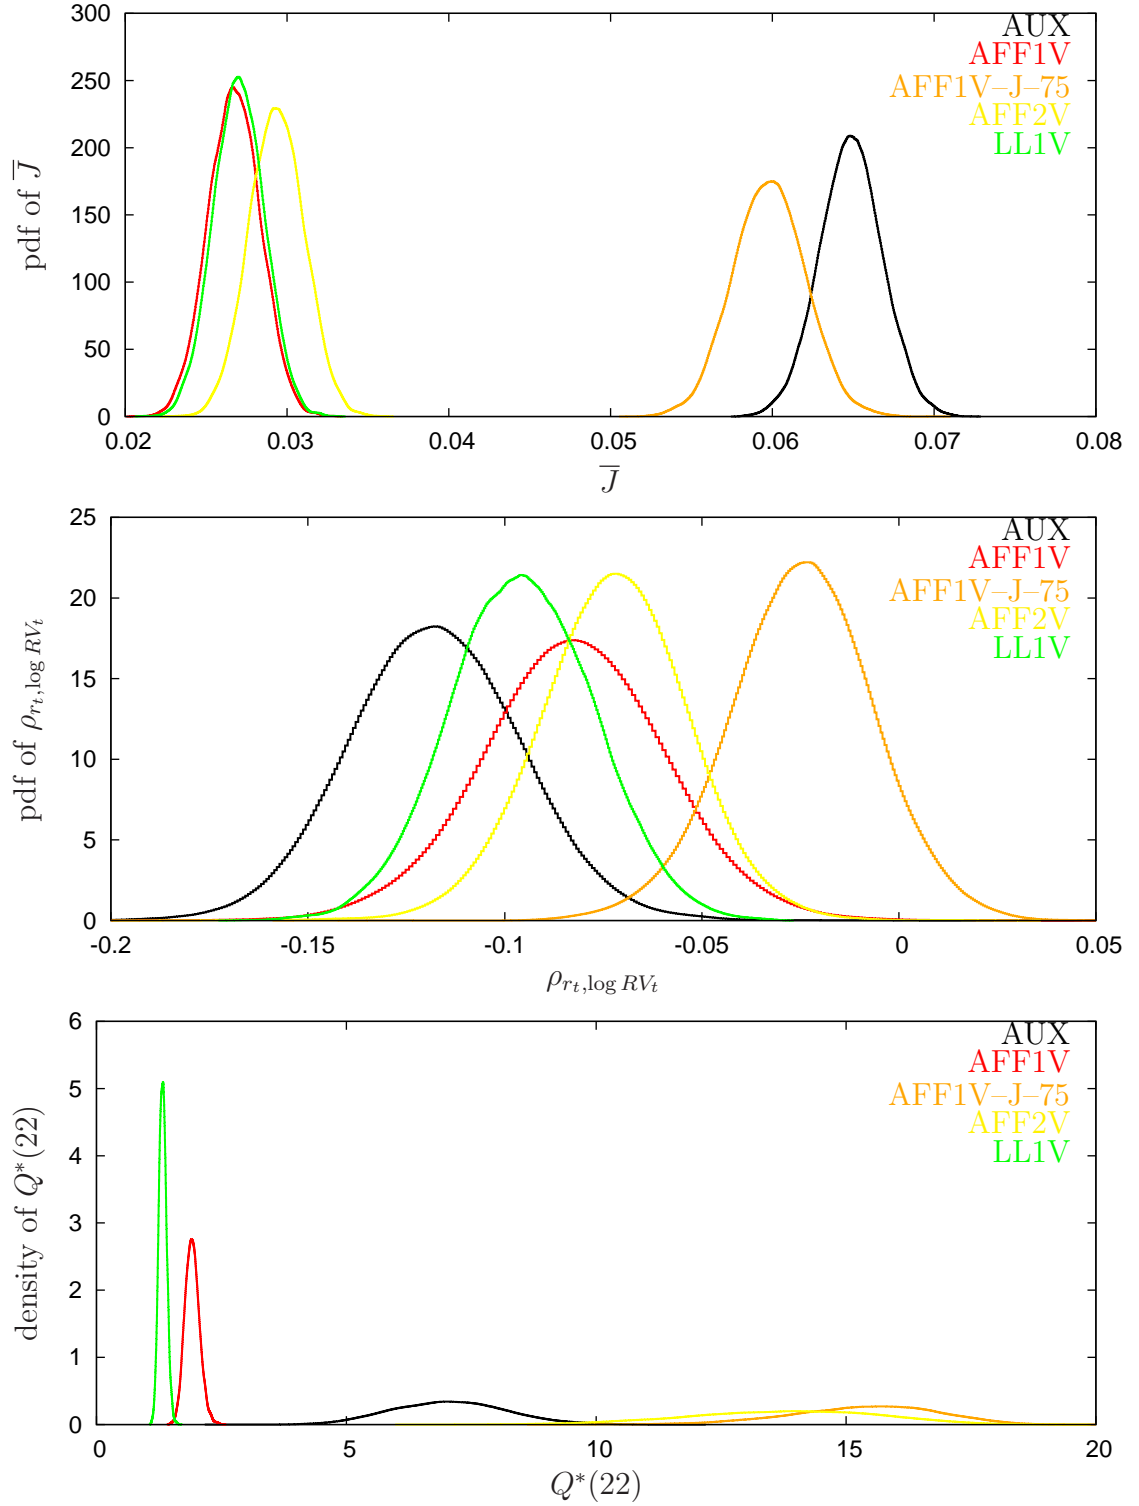 300
250
200
150
100
50
0
pdf of J̅
AUX
AFF1V
AFF1V–J–75
AFF2V
LL1V
0.02 0.03 0.04 0.05 0.06 0.07 0.08
J̅
25
20
15
10
5
0
pdf of ρ_{r_t, log RV_t}
AUX
AFF1V
AFF1V–J–75
AFF2V
LL1V
-0.2 -0.15 -0.1 -0.05 0 0.05
ρ_{r_t, log RV_t}
6
5
4
3
2
1
0
density of Q*(22)
AUX
AFF1V
AFF1V–J–75
AFF2V
LL1V
0 5 10 15 20
Q*(22)